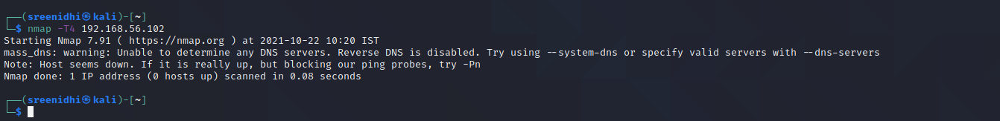 ┌──(sreenidhi㉿kali)-[~]
└─$ nmap -T4 192.168.56.102
Starting Nmap 7.91 ( https://nmap.org ) at 2021-10-22 10:20 IST
mass_dns: warning: Unable to determine any DNS servers. Reverse DNS is disabled. Try using --system-dns or specify valid servers with --dns-servers
Note: Host seems down. If it is really up, but blocking our ping probes, try -Pn
Nmap done: 1 IP address (0 hosts up) scanned in 0.08 seconds
┌──(sreenidhi㉿kali)-[~]
└─$